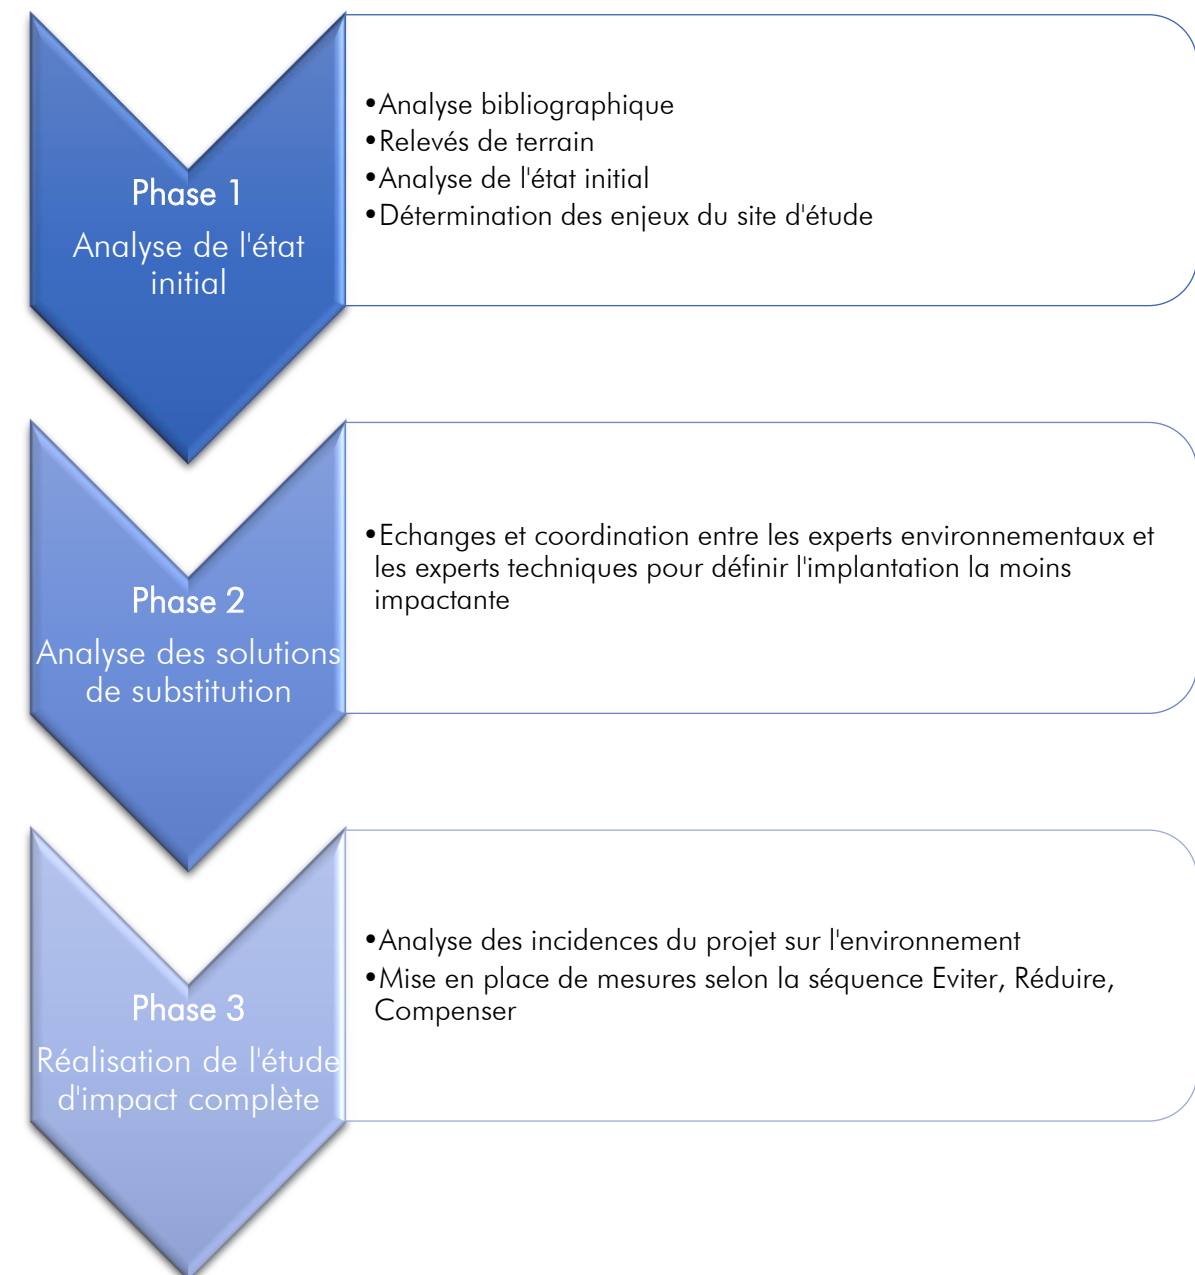 Phase 1
Analyse de l'état
initial
•Analyse bibliographique
•Relevés de terrain
•Analyse de l'état initial
•Détermination des enjeux du site d'étude
Phase 2
Analyse des solutions
de substitution
•Echanges et coordination entre les experts environnementaux et
les experts techniques pour définir l'implantation la moins
impactante
Phase 3
Réalisation de l'étude
d'impact complète
•Analyse des incidences du projet sur l'environnement
•Mise en place de mesures selon la séquence Eviter, Réduire,
Compenser